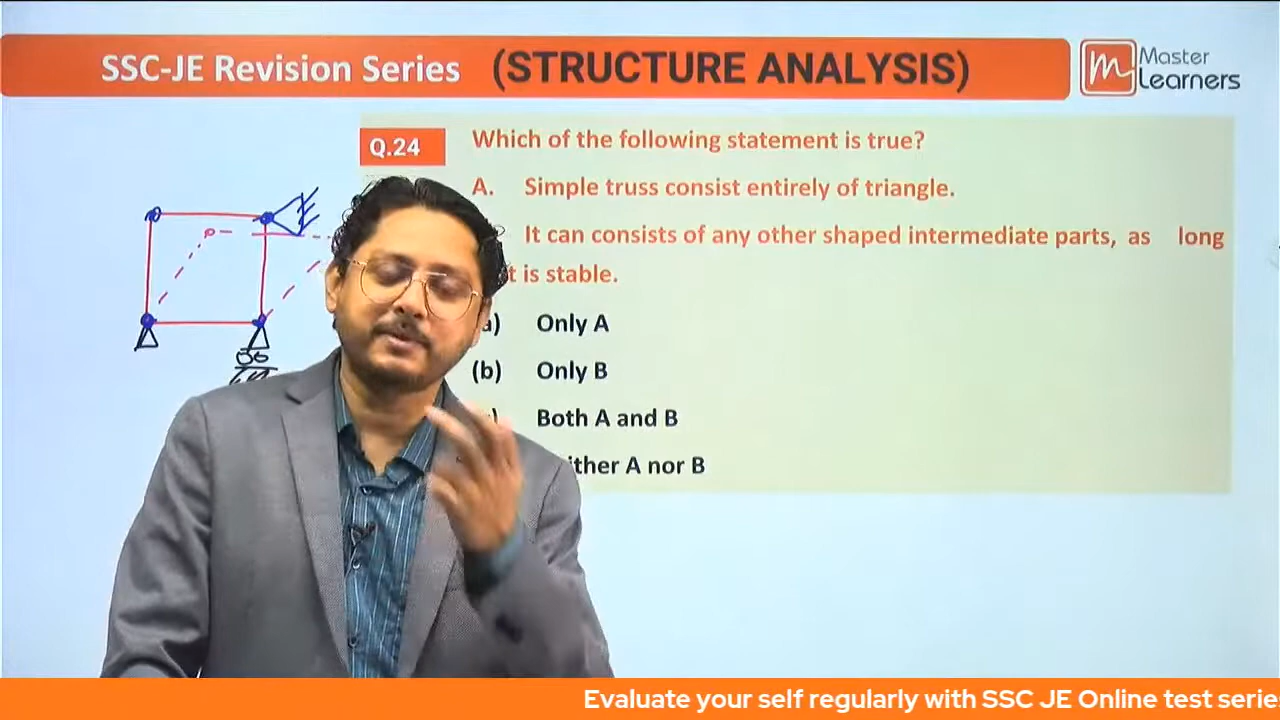 SSC-JE Revision Series (STRUCTURE ANALYSIS)
Master
Learners
Q.24 Which of the following statement is true?
A. Simple truss consist entirely of triangle.
It can consists of any other shaped intermediate parts, as long
it is stable.
Only A
(b) Only B
Both A and B
A nor B
Evaluate your self regularly with SSC JE Online test serie